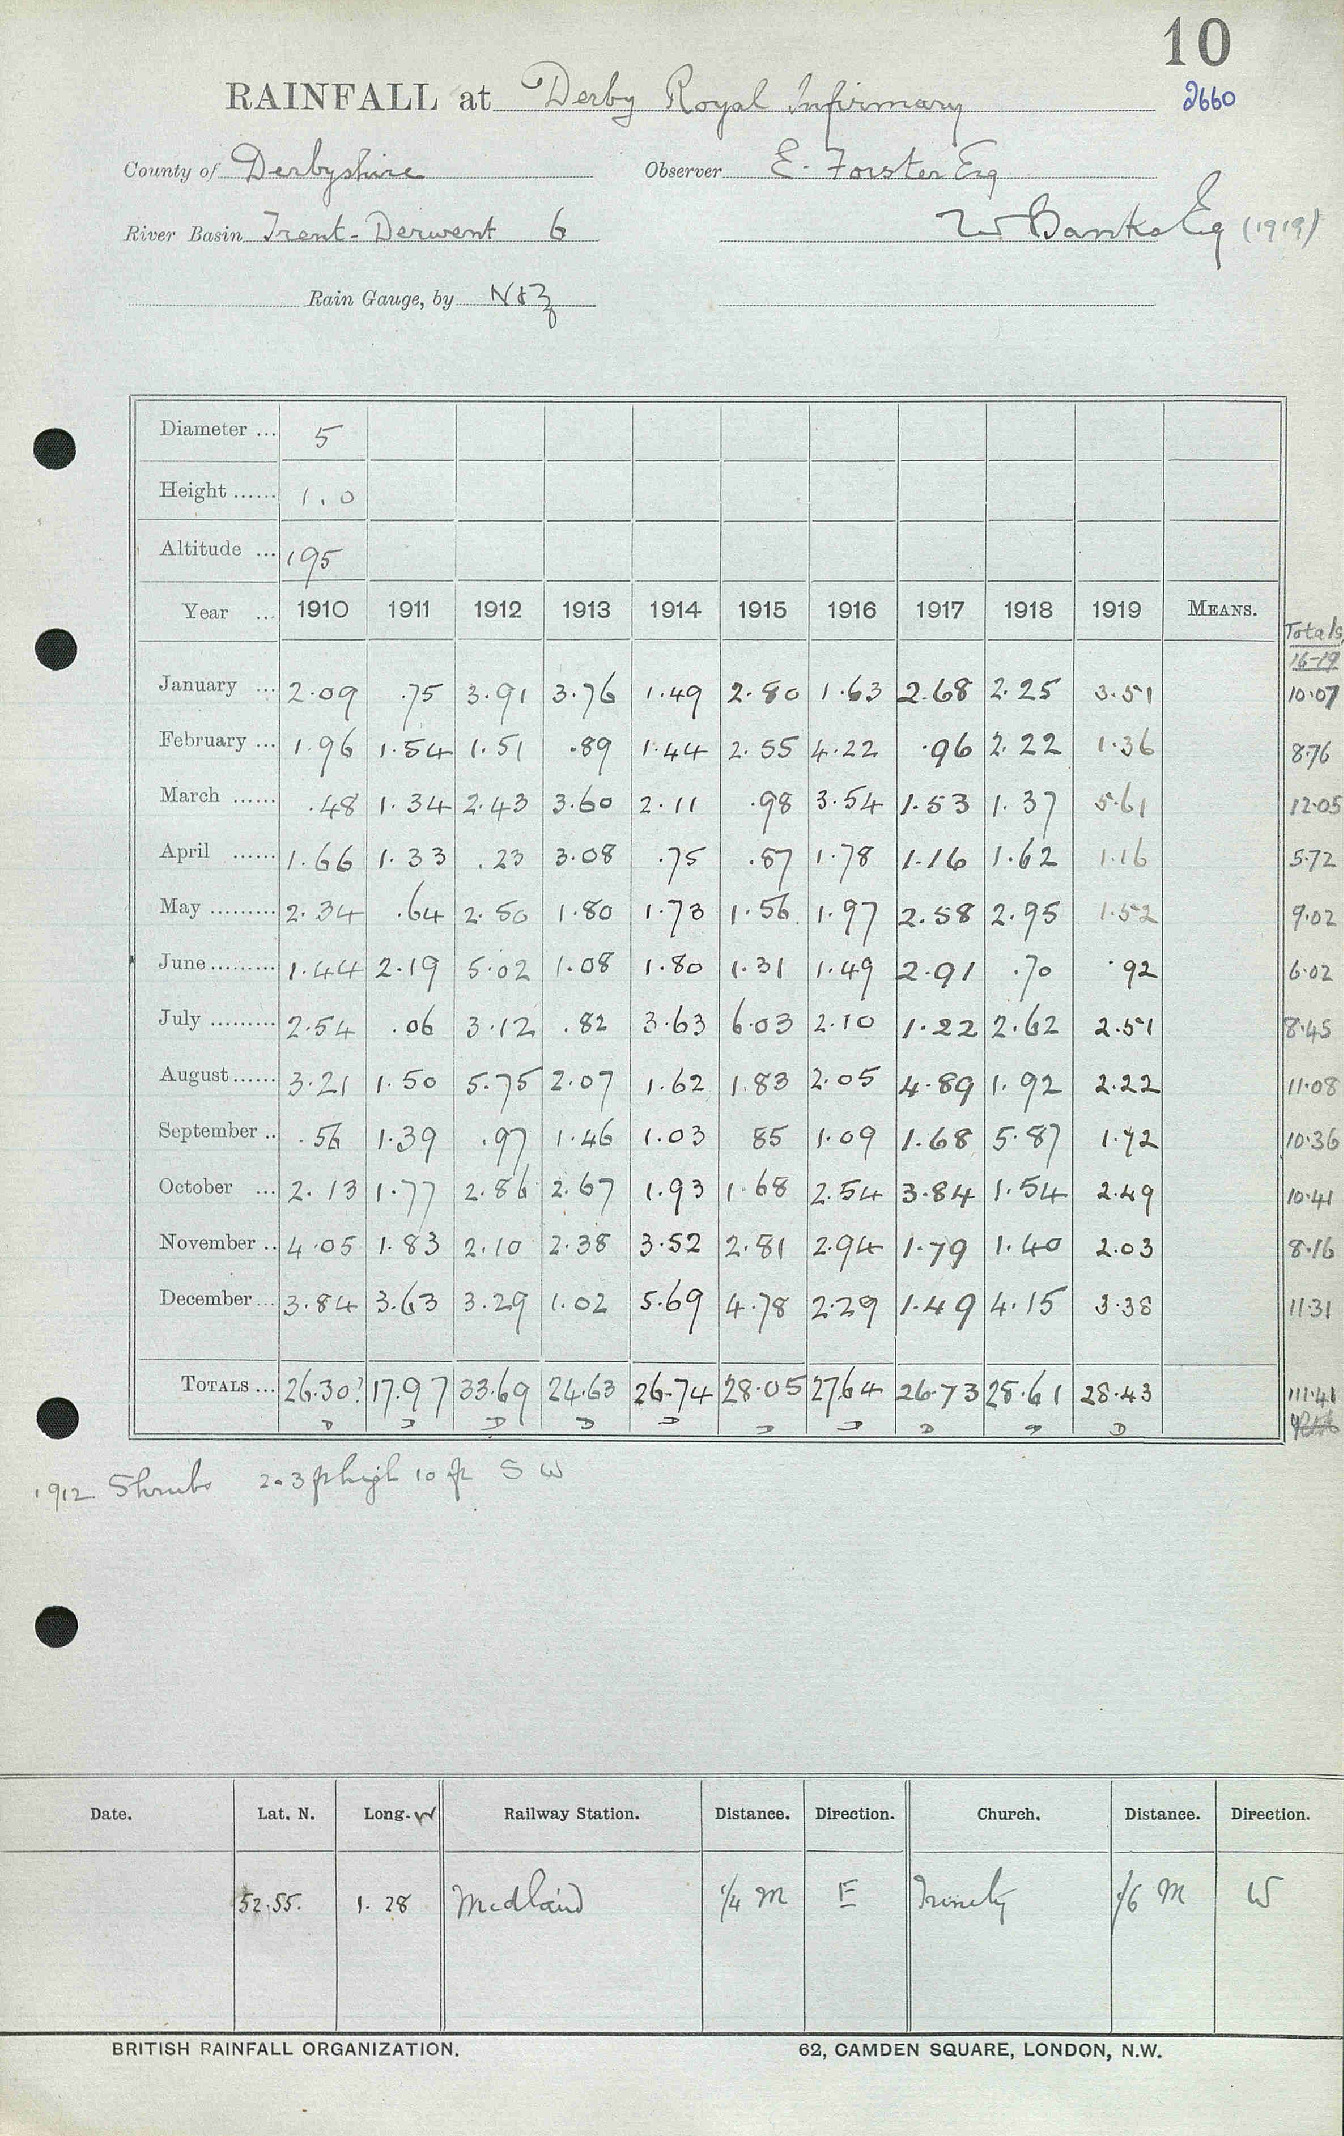 10
RAINFALL at Derby Royal Infirmary 2660
County of Derbyshire Observer E. Forster Esq
River Basin Trent-Derwent 6 W Banks Esq (1919)
Rain Gauge, by N&Z
Diameter ... 5
Height ...... 1.0
Altitude ... 195
Year ... 1910 1911 1912 1913 1914 1915 1916 1917 1918 1919 MEANS. Totals 16-19
January ... 2.09 .75 3.91 3.76 1.49 2.80 1.63 2.68 2.25 3.51 10.07
February ... 1.96 1.54 1.51 .89 1.44 2.55 4.22 .96 2.22 1.36 8.76
March ...... .48 1.34 2.43 3.60 2.11 .98 3.54 1.53 1.37 5.61 12.05
April ...... 1.66 1.33 .23 3.08 .75 .87 1.78 1.16 1.62 1.16 5.72
May ......... 2.34 .64 2.50 1.80 1.73 1.56 1.97 2.58 2.95 1.52 9.02
June ......... 1.44 2.19 5.02 1.08 1.80 1.31 1.49 2.91 .70 .92 6.02
July ......... 2.54 .06 3.12 .82 3.63 6.03 2.10 1.22 2.62 2.51 8.45
August ...... 3.21 1.50 5.75 2.07 1.62 1.83 2.05 4.89 1.92 2.22 11.08
September .. .56 1.39 .97 1.46 1.03 85 1.09 1.68 5.87 1.72 10.36
October ... 2.13 1.77 2.86 2.67 1.93 1.68 2.54 3.84 1.54 2.49 10.41
November .. 4.05 1.83 2.10 2.38 3.52 2.81 2.94 1.79 1.40 2.03 8.16
December ... 3.84 3.63 3.29 1.02 5.69 4.78 2.29 1.49 4.15 3.38 11.31
TOTALS ... 26.30? 17.97 33.69 24.63 26.74 28.05 27.64 26.73 28.61 28.43 111.41
D D D D D D D D D D
1912 Shrubs 2-3 ft high 10 ft S W
Date. Lat. N. Long. W Railway Station. Distance. Direction. Church. Distance. Direction.
52.55. 1.28 Midland 1/4 M E Trinity 1/6 M W
BRITISH RAINFALL ORGANIZATION. 62, CAMDEN SQUARE, LONDON, N.W.